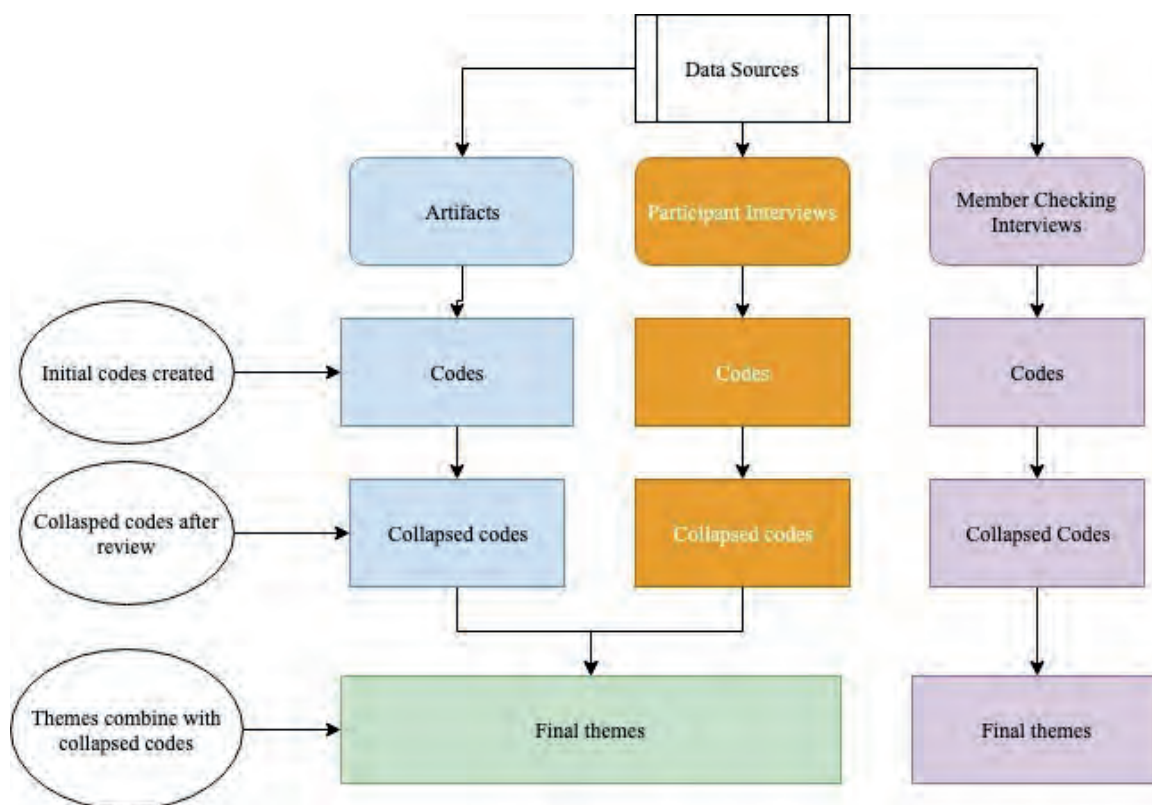 Data Sources
Artifacts
Participant Interviews
Member Checking
Interviews
Initial codes created
Codes
Codes
Codes
Collasped codes after
review
Collapsed codes
Collapsed codes
Collapsed Codes
Themes combine with
collapsed codes
Final themes
Final themes